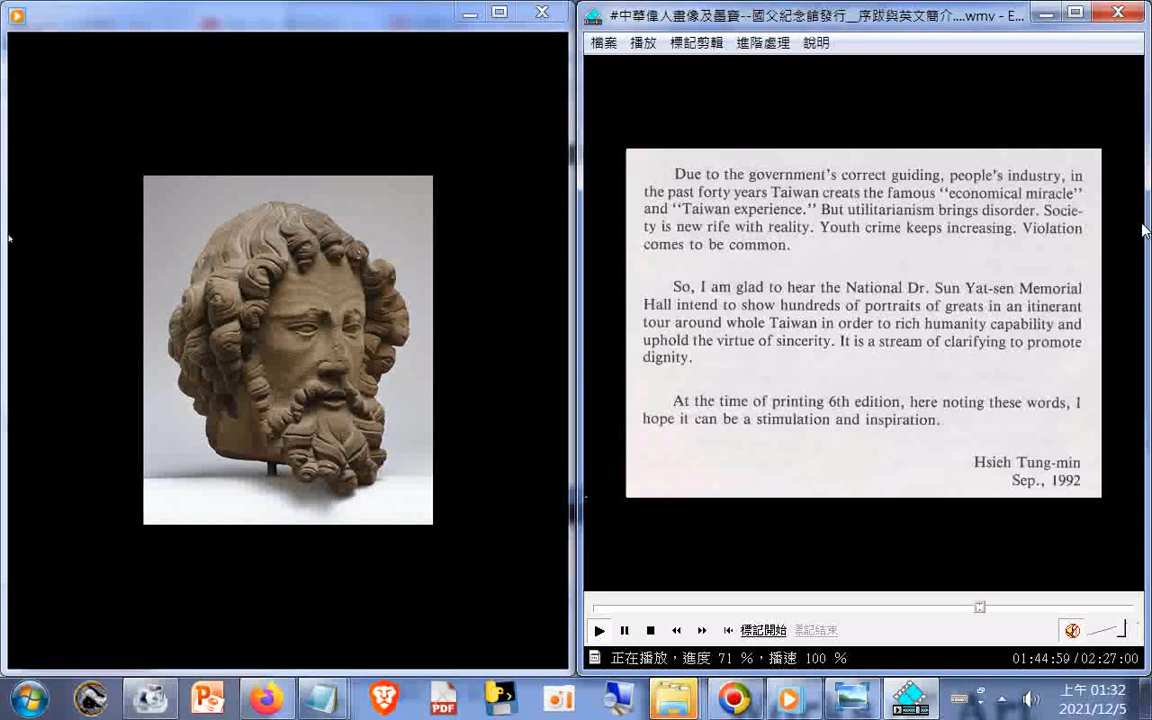 #中華偉人畫像及墨寶--國父紀念館發行__序跋與英文簡介....wmv - E...
檔案 播放 標記剪輯 進階處理 說明
Due to the government's correct guiding, people's industry, in
the past forty years Taiwan creats the famous "economical miracle"
and "Taiwan experience." But utilitarianism brings disorder. Socie-
ty is new rife with reality. Youth crime keeps increasing. Violation
comes to be common.
So, I am glad to hear the National Dr. Sun Yat-sen Memorial
Hall intend to show hundreds of portraits of greats in an itinerant
tour around whole Taiwan in order to rich humanity capability and
uphold the virtue of sincerity. It is a stream of clarifying to promote
dignity.
At the time of printing 6th edition, here noting these words, I
hope it can be a stimulation and inspiration.
Hsieh Tung-min
Sep., 1992
標記開始 標記結束
正在播放，進度 71 %，播速 100 % 01:44:59 / 02:27:00
PDF
上午 01:32
2021/12/5